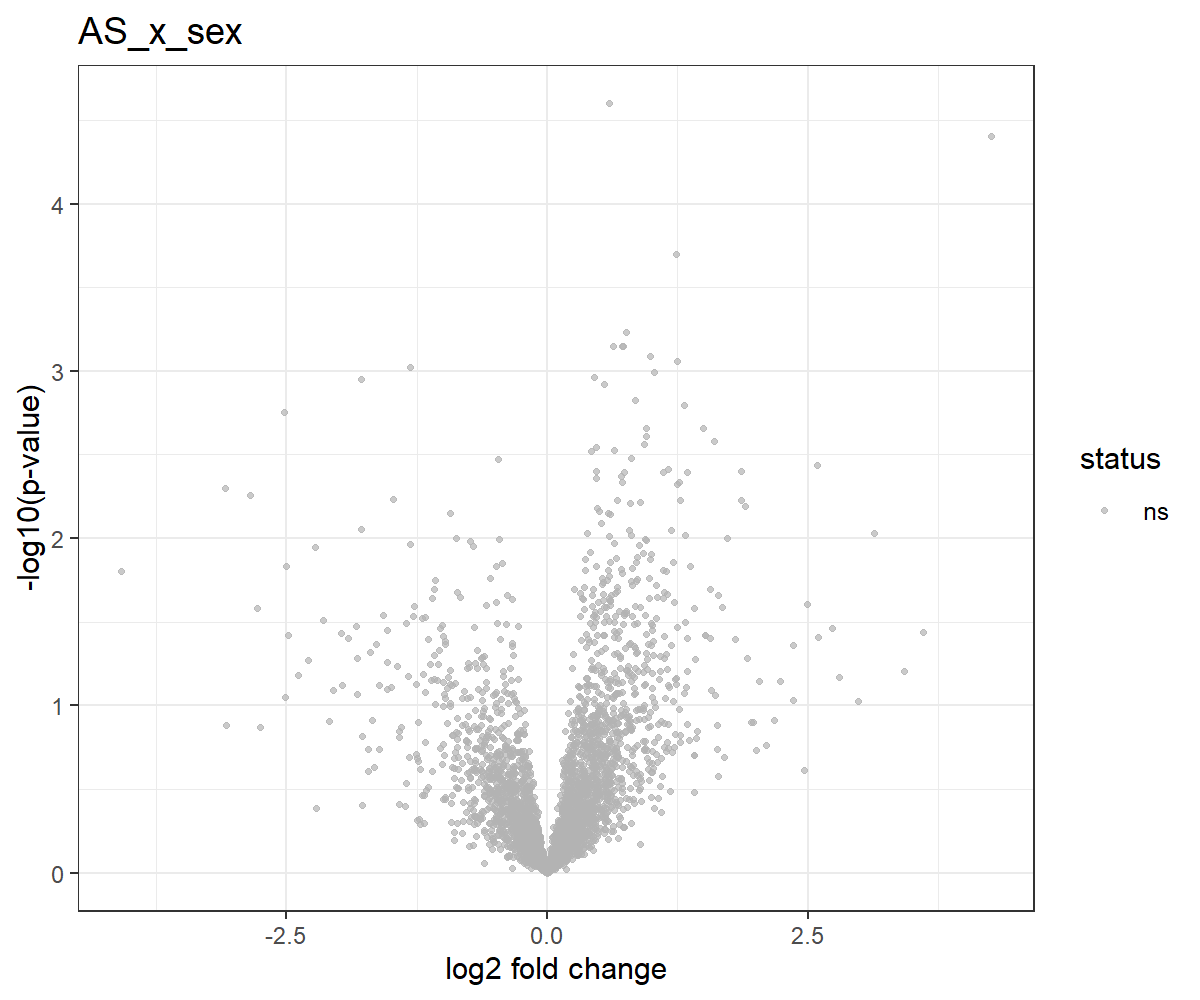 AS_x_sex
-log10(p-value)
4
3
2
1
0
-2.5
0.0
2.5
log2 fold change
status
ns